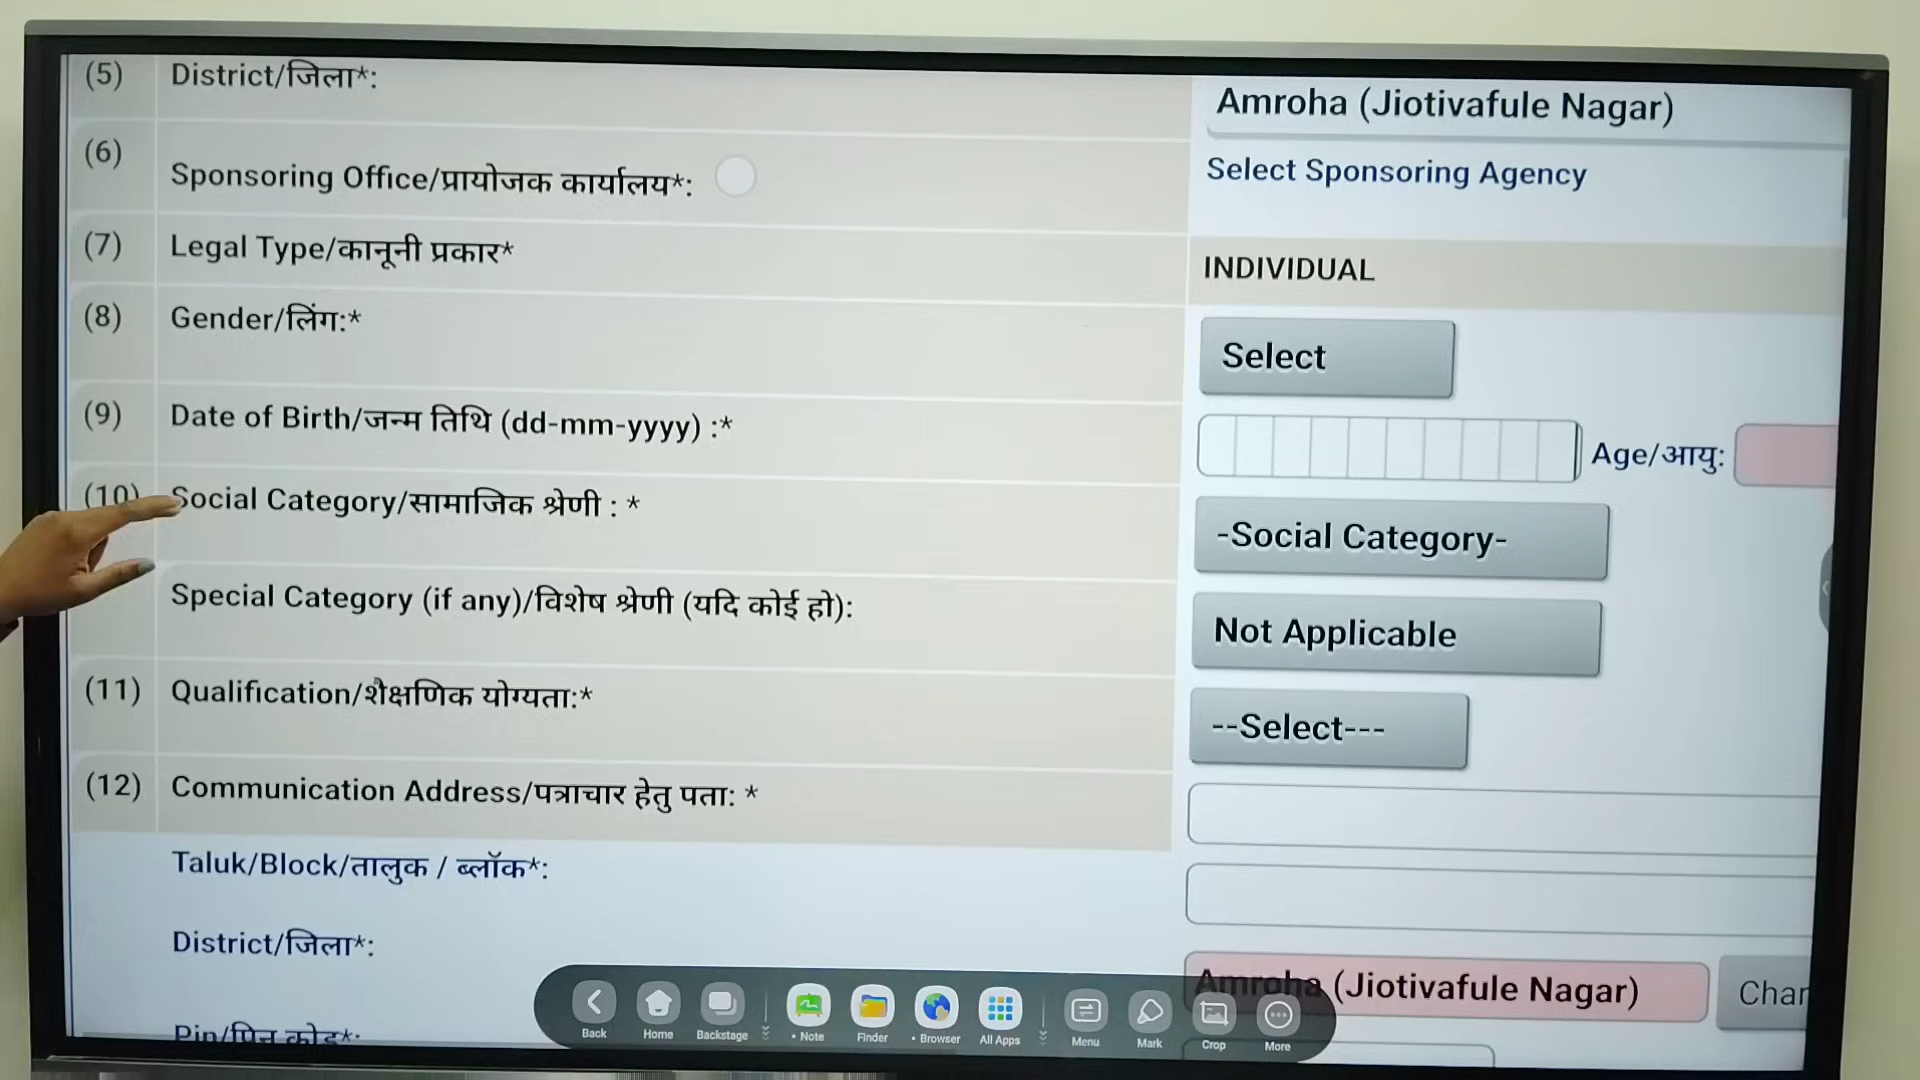 (5) District/जिला*: Amroha (Jiotivafule Nagar)
(6) Sponsoring Office/प्रायोजक कार्यालय*: Select Sponsoring Agency
(7) Legal Type/कानूनी प्रकार* INDIVIDUAL
(8) Gender/लिंग:* Select
(9) Date of Birth/जन्म तिथि (dd-mm-yyyy) :* Age/आयु:
(10) Social Category/सामाजिक श्रेणी : * -Social Category-
Special Category (if any)/विशेष श्रेणी (यदि कोई हो): Not Applicable
(11) Qualification/शैक्षणिक योग्यता:* --Select---
(12) Communication Address/पत्राचार हेतु पता: *
Taluk/Block/तालुक / ब्लॉक*:
District/जिला*: Amroha (Jiotivafule Nagar)
Pin/पिन कोड*:
Back Home Backstage Note Finder Browser All Apps Menu Mark Crop More